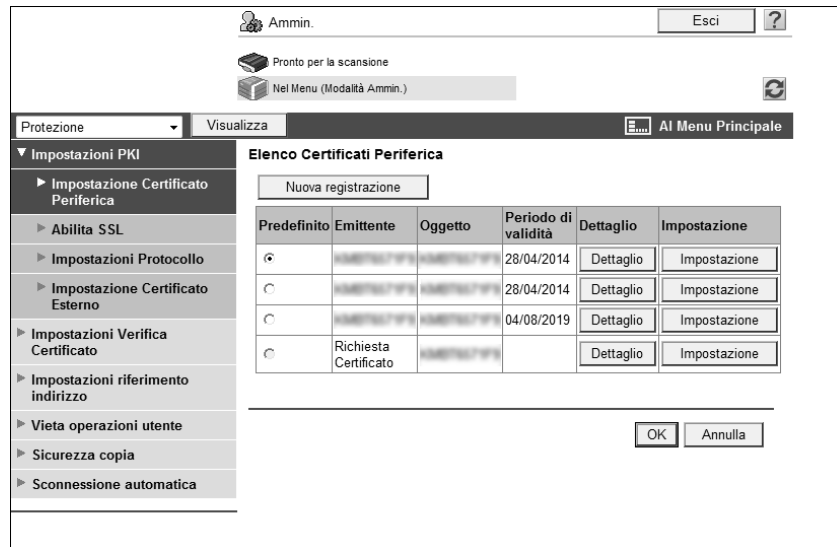 Ammin.
Esci
?
Pronto per la scansione
Nel Menu (Modalità Ammin.)
Protezione
Visualizza
Al Menu Principale
Impostazioni PKI
Impostazione Certificato
Periferica
Abilita SSL
Impostazioni Protocollo
Impostazione Certificato
Esterno
Impostazioni Verifica
Certificato
Impostazioni riferimento
indirizzo
Vieta operazioni utente
Sicurezza copia
Sconnessione automatica
Elenco Certificati Periferica
Nuova registrazione
Predefinito Emittente Oggetto Periodo di validità Dettaglio Impostazione
28/04/2014 Dettaglio Impostazione
28/04/2014 Dettaglio Impostazione
04/08/2019 Dettaglio Impostazione
Richiesta
Certificato
Dettaglio Impostazione
OK Annulla